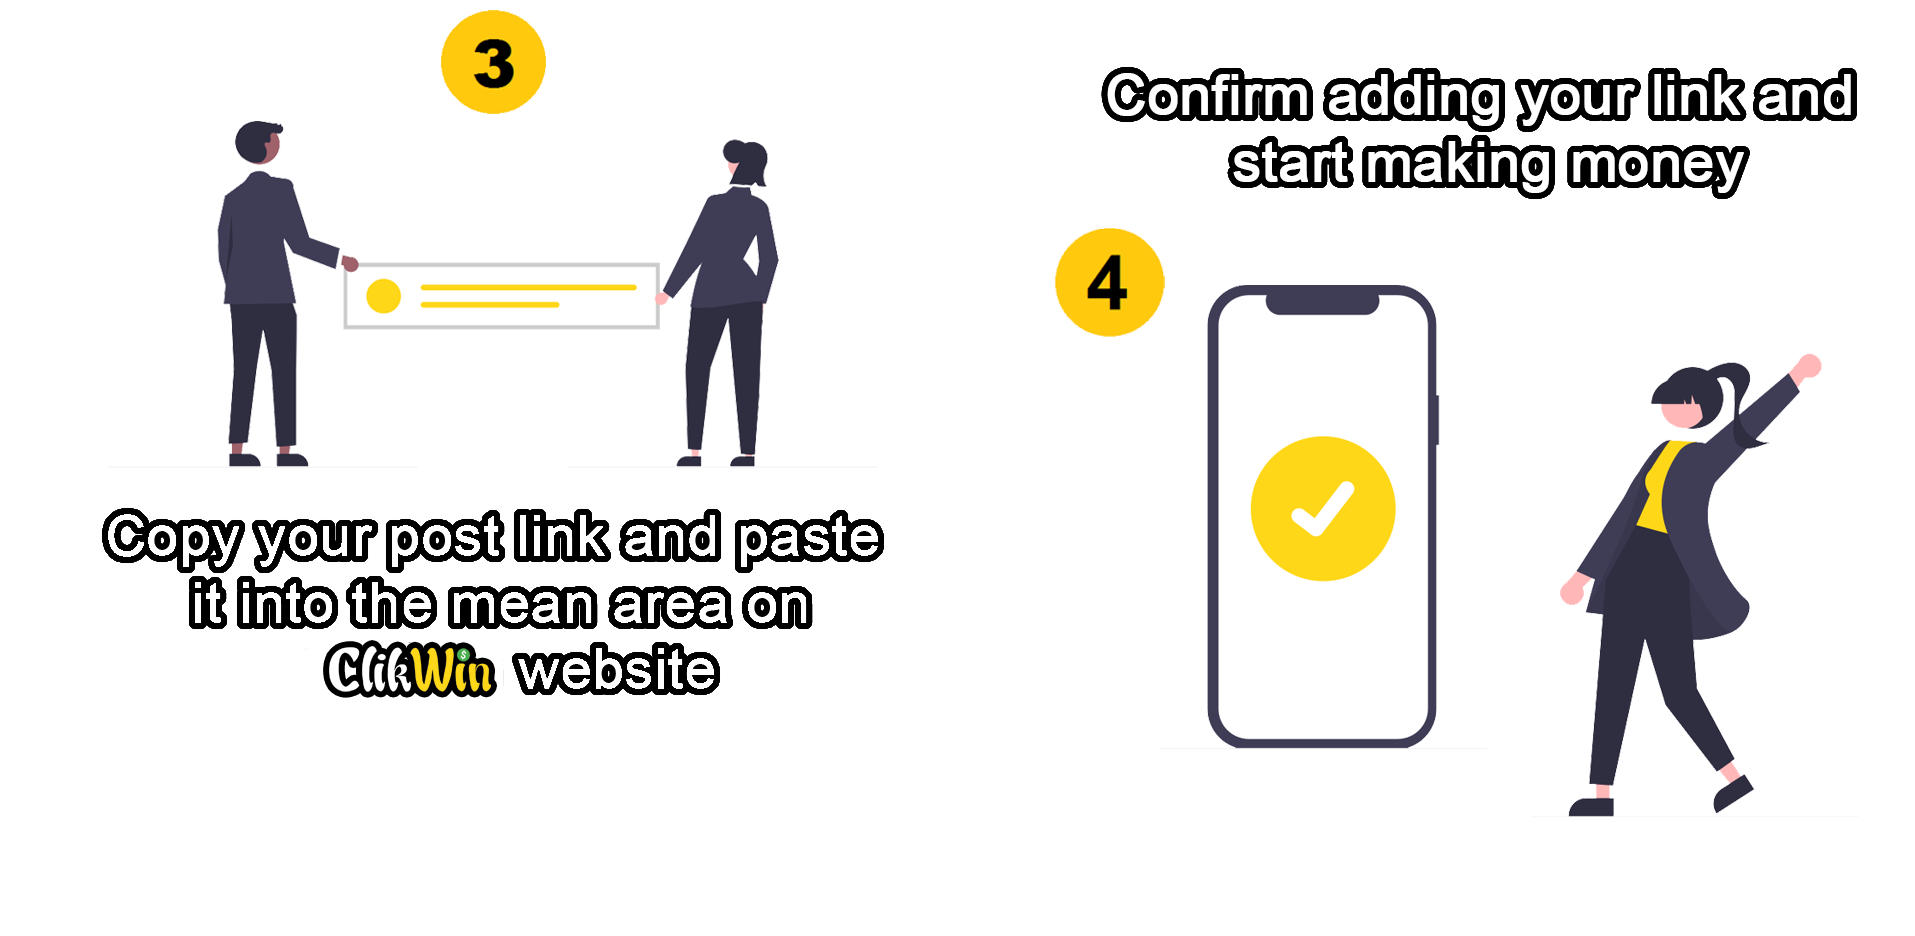 3
Copy your post link and paste
it into the mean area on
ClikWin website
Confirm adding your link and
start making money
4